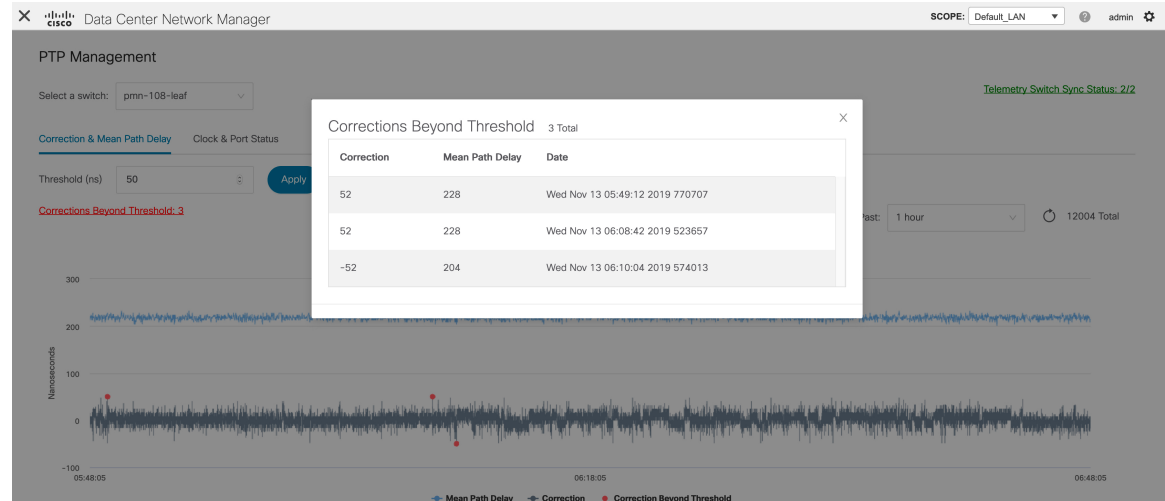 CISCO Data Center Network Manager SCOPE: Default_LAN admin
PTP Management
Select a switch: pmn-108-leaf
Telemetry Switch Sync Status: 2/2
Correction & Mean Path Delay Clock & Port Status
Threshold (ns) 50 Apply
Corrections Beyond Threshold: 3
Past: 1 hour 12004 Total
Corrections Beyond Threshold 3 Total
Correction Mean Path Delay Date
52 228 Wed Nov 13 05:49:12 2019 770707
52 228 Wed Nov 13 06:08:42 2019 523657
-52 204 Wed Nov 13 06:10:04 2019 574013
300
200
100
0
-100
Nanoseconds
05:48:05 06:18:05 06:48:05
Mean Path Delay Correction Correction Beyond Threshold